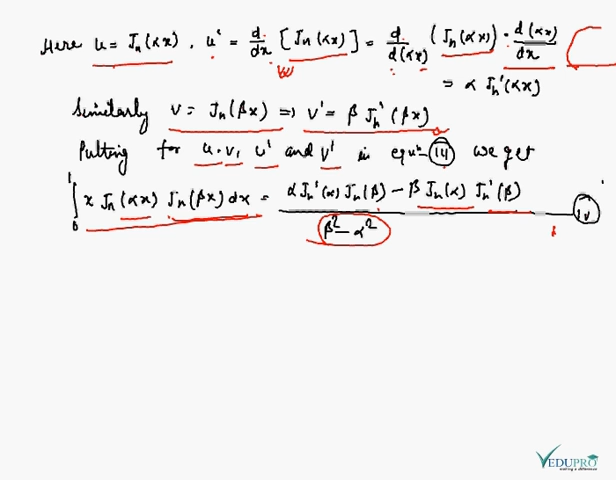 Here u = Jₙ(αx) . u' = d/dx [Jₙ(αx)] = d/d(αx) (Jₙ(αx)) · d(αx)/dx
= α Jₙ'(αx)
Similarly v = Jₙ(βx) ⇒ v' = β Jₙ'(βx)
Putting for u, v, u' and v' in equⁿ (14) we get
∫₀¹ x Jₙ(αx) Jₙ(βx) dx = α Jₙ'(α) Jₙ(β) − β Jₙ(α) Jₙ'(β) / β² − α²
VEDUPRO